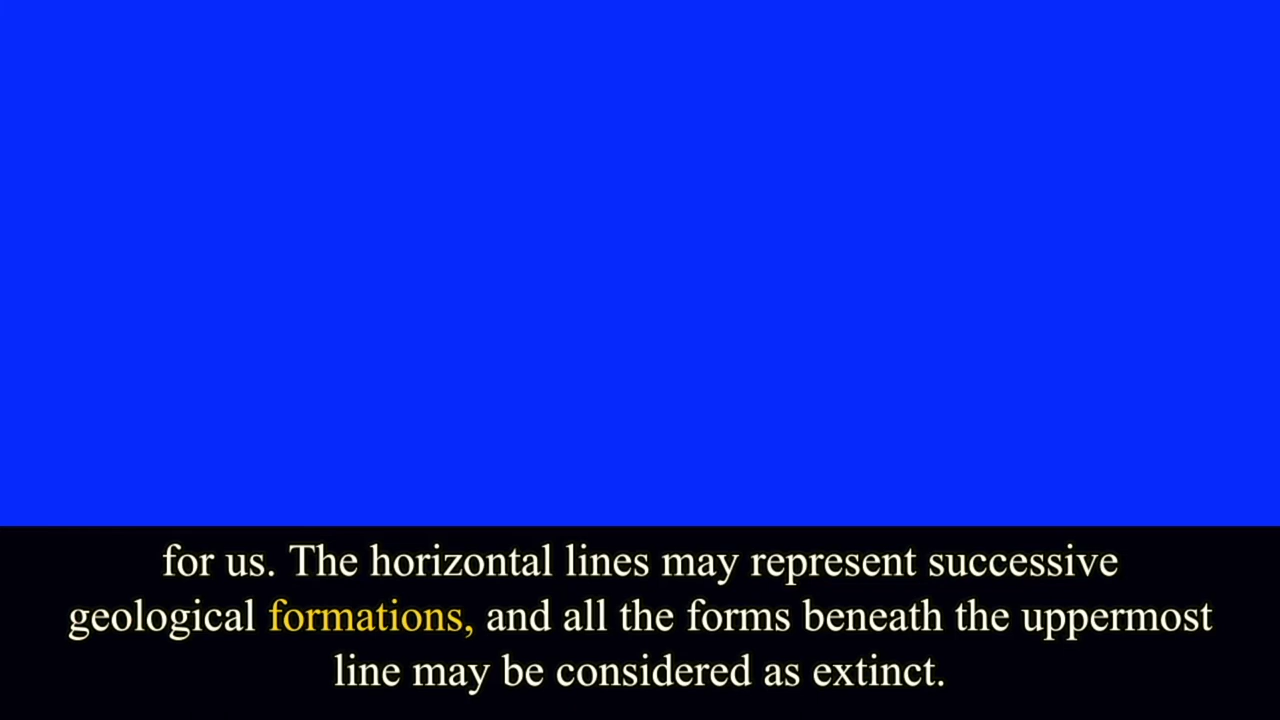 for us. The horizontal lines may represent successive
geological formations, and all the forms beneath the uppermost
line may be considered as extinct.